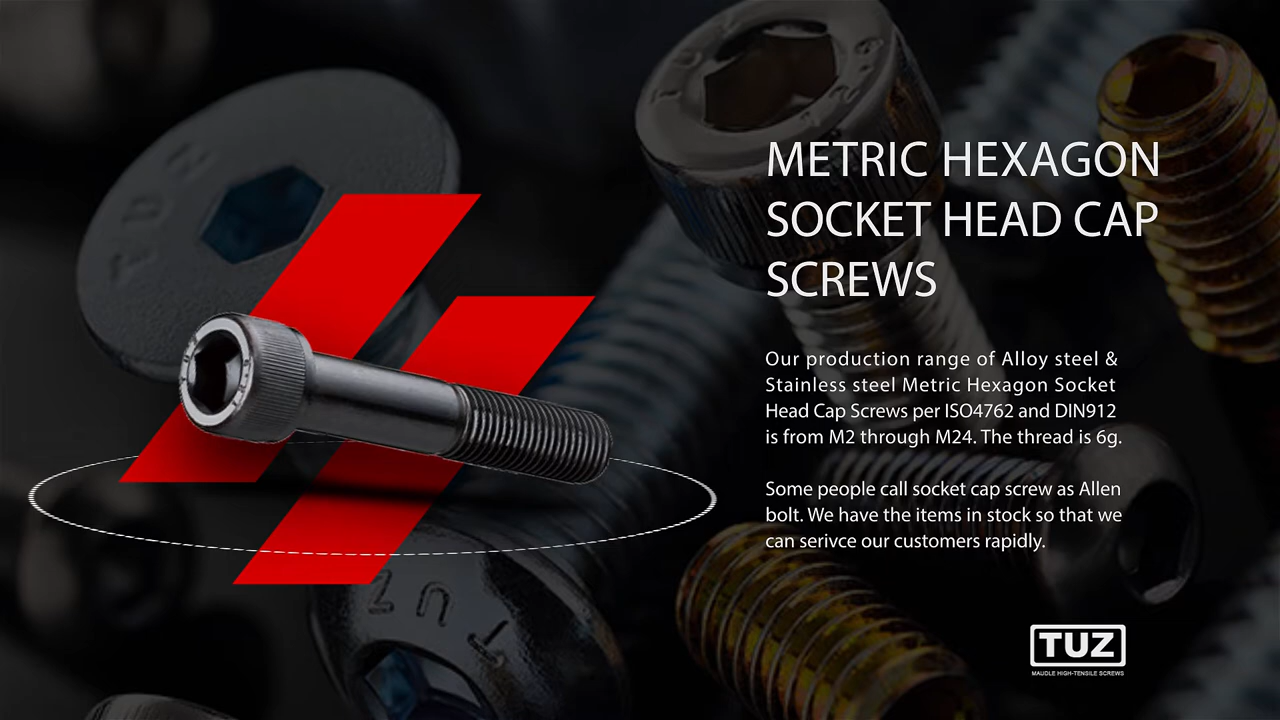 METRIC HEXAGON
SOCKET HEAD CAP
SCREWS
Our production range of Alloy steel &
Stainless steel Metric Hexagon Socket
Head Cap Screws per ISO4762 and DIN912
is from M2 through M24. The thread is 6g.
Some people call socket cap screw as Allen
bolt. We have the items in stock so that we
can serivce our customers rapidly.
TUZ
TUZ
MAUDLE HIGH-TENSILE SCREWS